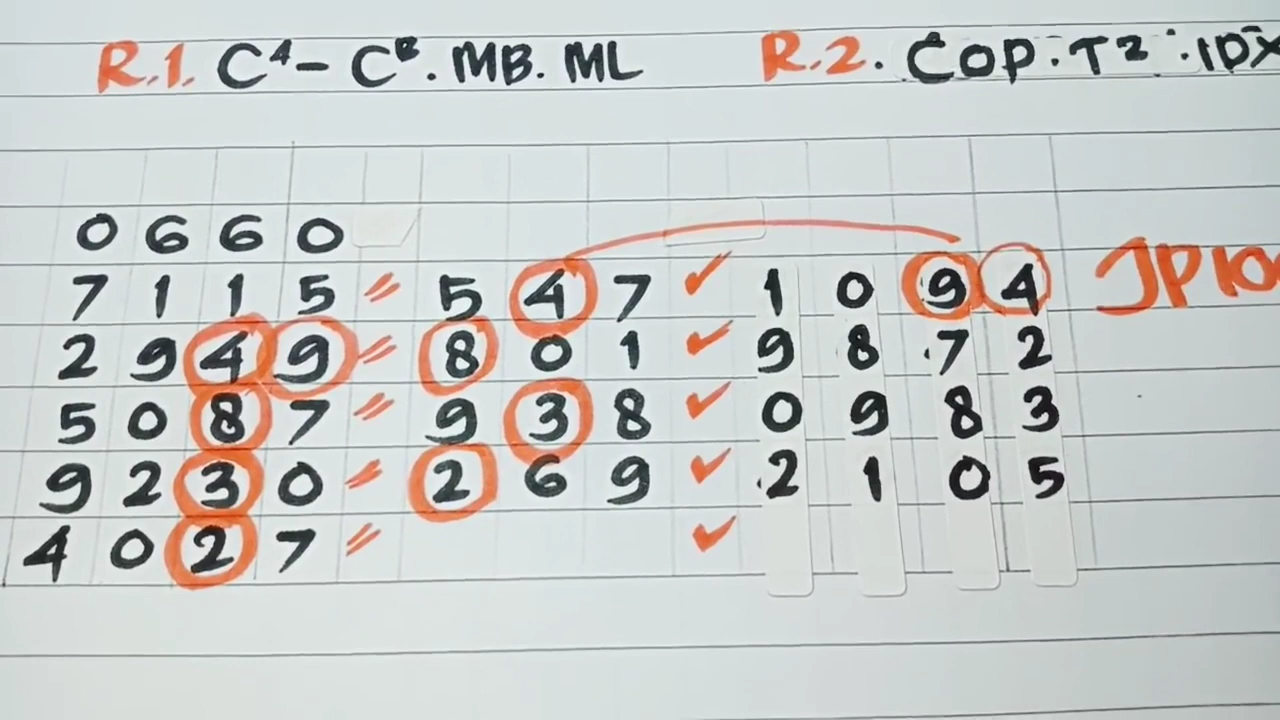 R.1. C⁴ - C⁸. MB. ML R.2. COP. T2. IDX
0 6 6 0
7 1 1 5 〃 5 4 7 ✓ 1 0 9 4 JP10
2 9 4 9 〃 8 0 1 ✓ 9 8 7 2
5 0 8 7 〃 9 3 8 ✓ 0 9 8 3
9 2 3 0 〃 2 6 9 ✓ 2 1 0 5
4 0 2 7 〃 ✓